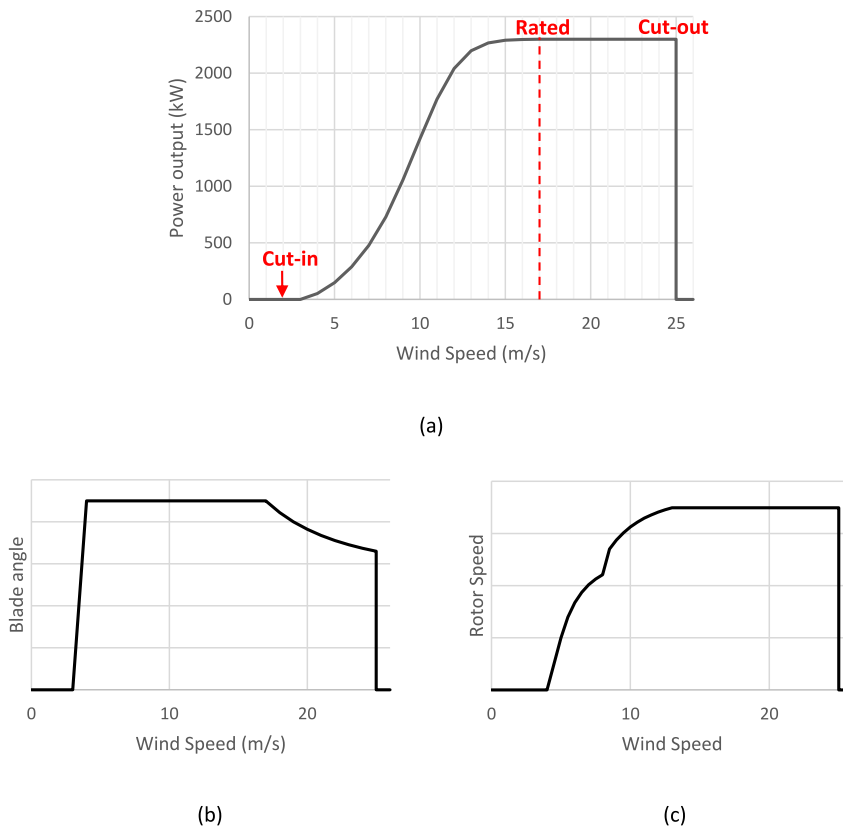 2500
Rated
Cut-out
2000
1500
1000
500
0
Power output (kW)
Cut-in
0 5 10 15 20 25
Wind Speed (m/s)
(a)
Blade angle
0 10 20
Wind Speed (m/s)
(b)
Rotor Speed
0 10 20
Wind Speed
(c)